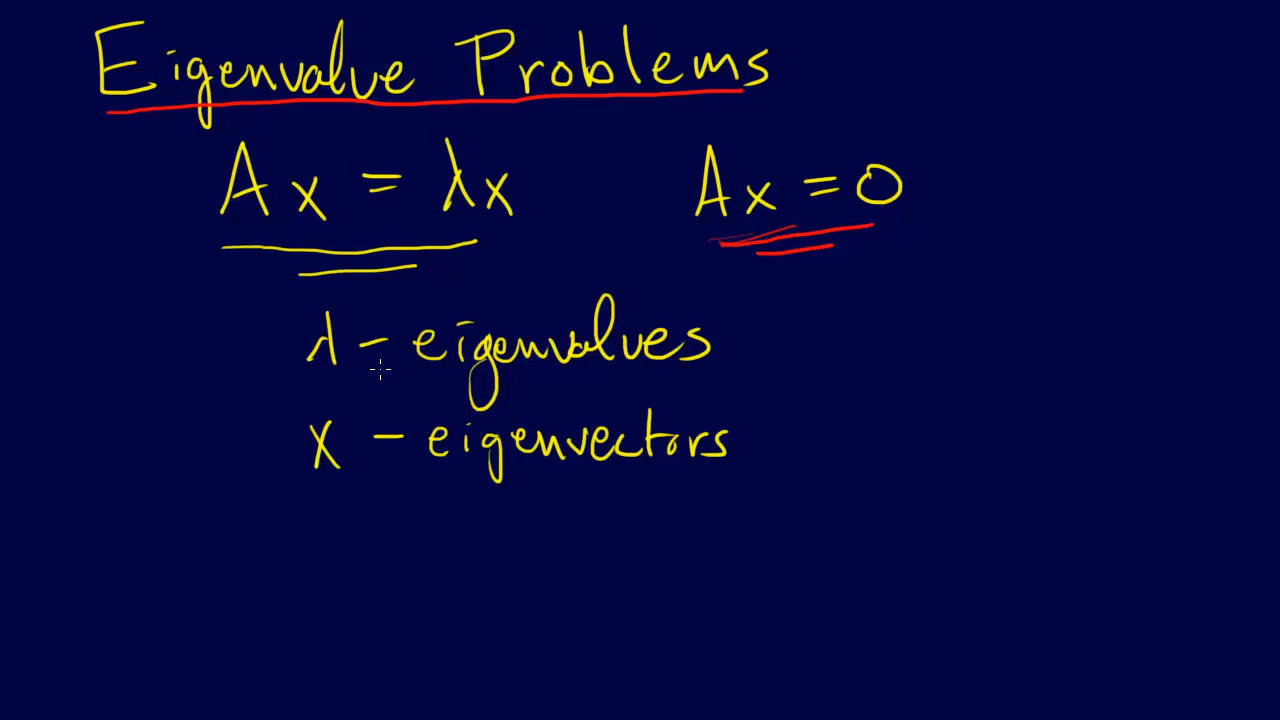 Eigenvalue Problems
Ax = λx Ax = 0
λ - eigenvalues
x - eigenvectors